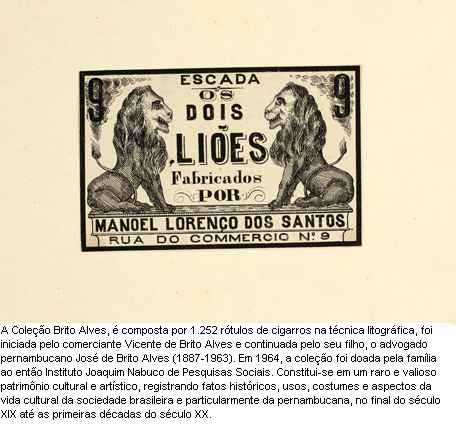 9 ESCADA 9
OS
DOIS
LIÕES
Fabricados
POR
MANOEL LORENÇO DOS SANTOS
RUA DO COMMERCIO Nº 9
A Coleção Brito Alves, é composta por 1.252 rótulos de cigarros na técnica litográfica, foi
iniciada pelo comerciante Vicente de Brito Alves e continuada pelo seu filho, o advogado
pernambucano José de Brito Alves (1887-1963). Em 1964, a coleção foi doada pela família
ao então Instituto Joaquim Nabuco de Pesquisas Sociais. Constitui-se em um raro e valioso
patrimônio cultural e artístico, registrando fatos históricos, usos, costumes e aspectos da
vida cultural da sociedade brasileira e particularmente da pernambucana, no final do século
XIX até as primeiras décadas do século XX.